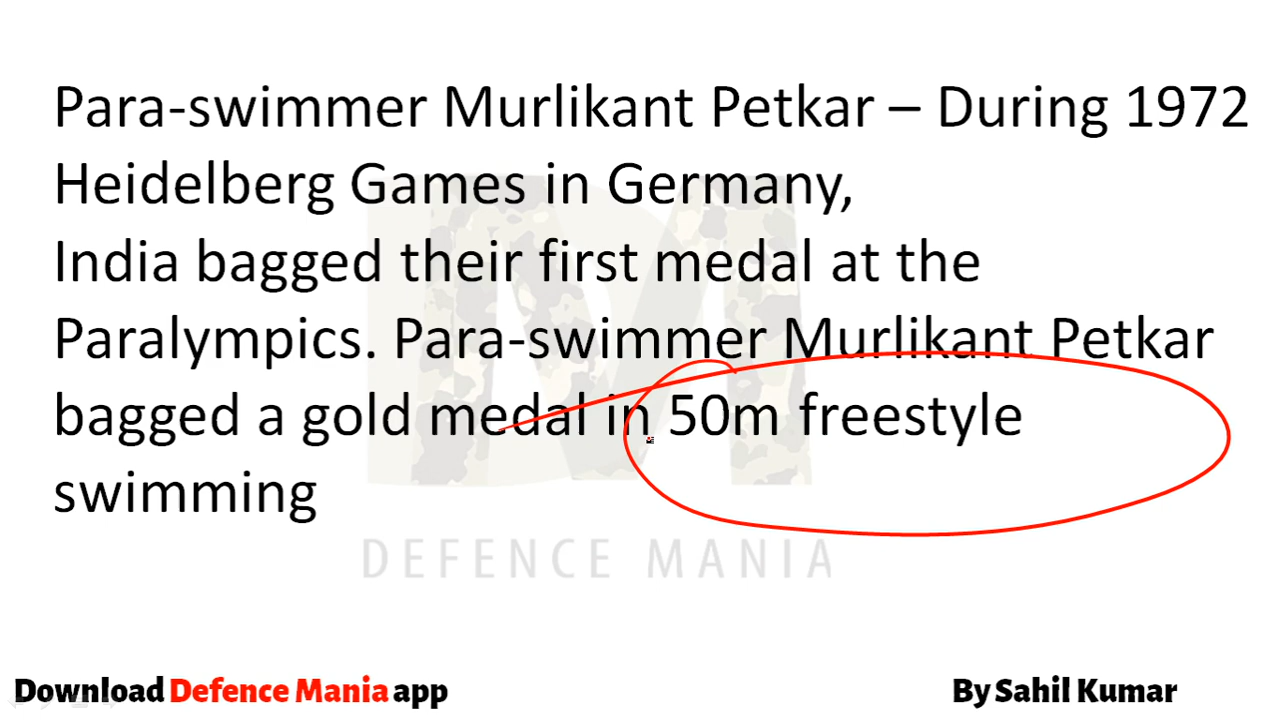 Para-swimmer Murlikant Petkar – During 1972
Heidelberg Games in Germany,
India bagged their first medal at the
Paralympics. Para-swimmer Murlikant Petkar
bagged a gold medal in 50m freestyle
swimming
DEFENCE MANIA
Download Defence Mania app
By Sahil Kumar